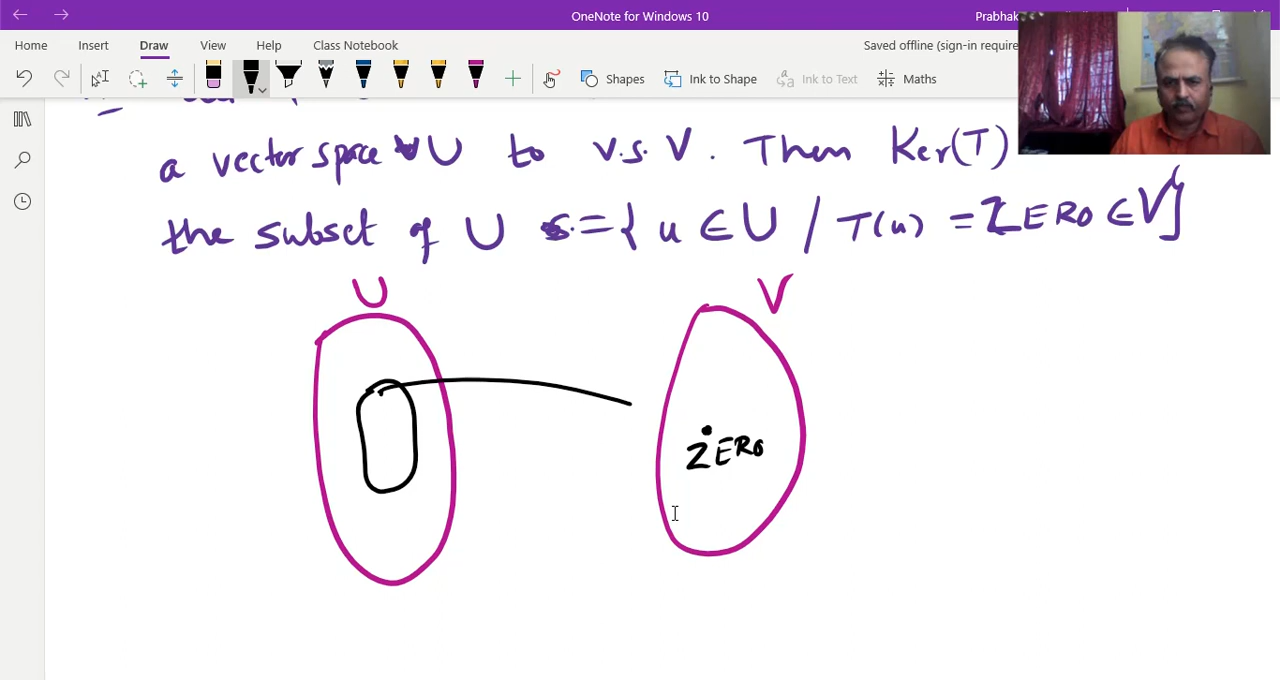 OneNote for Windows 10
Prabhak
Home Insert Draw View Help Class Notebook
Saved offline (sign-in require
Shapes Ink to Shape Ink to Text Maths
a vector space U to v.s. V. Then Ker(T)
the subset of U = { u ∈ U / T(u) = ZERO ∈ V}
U V
ZERO